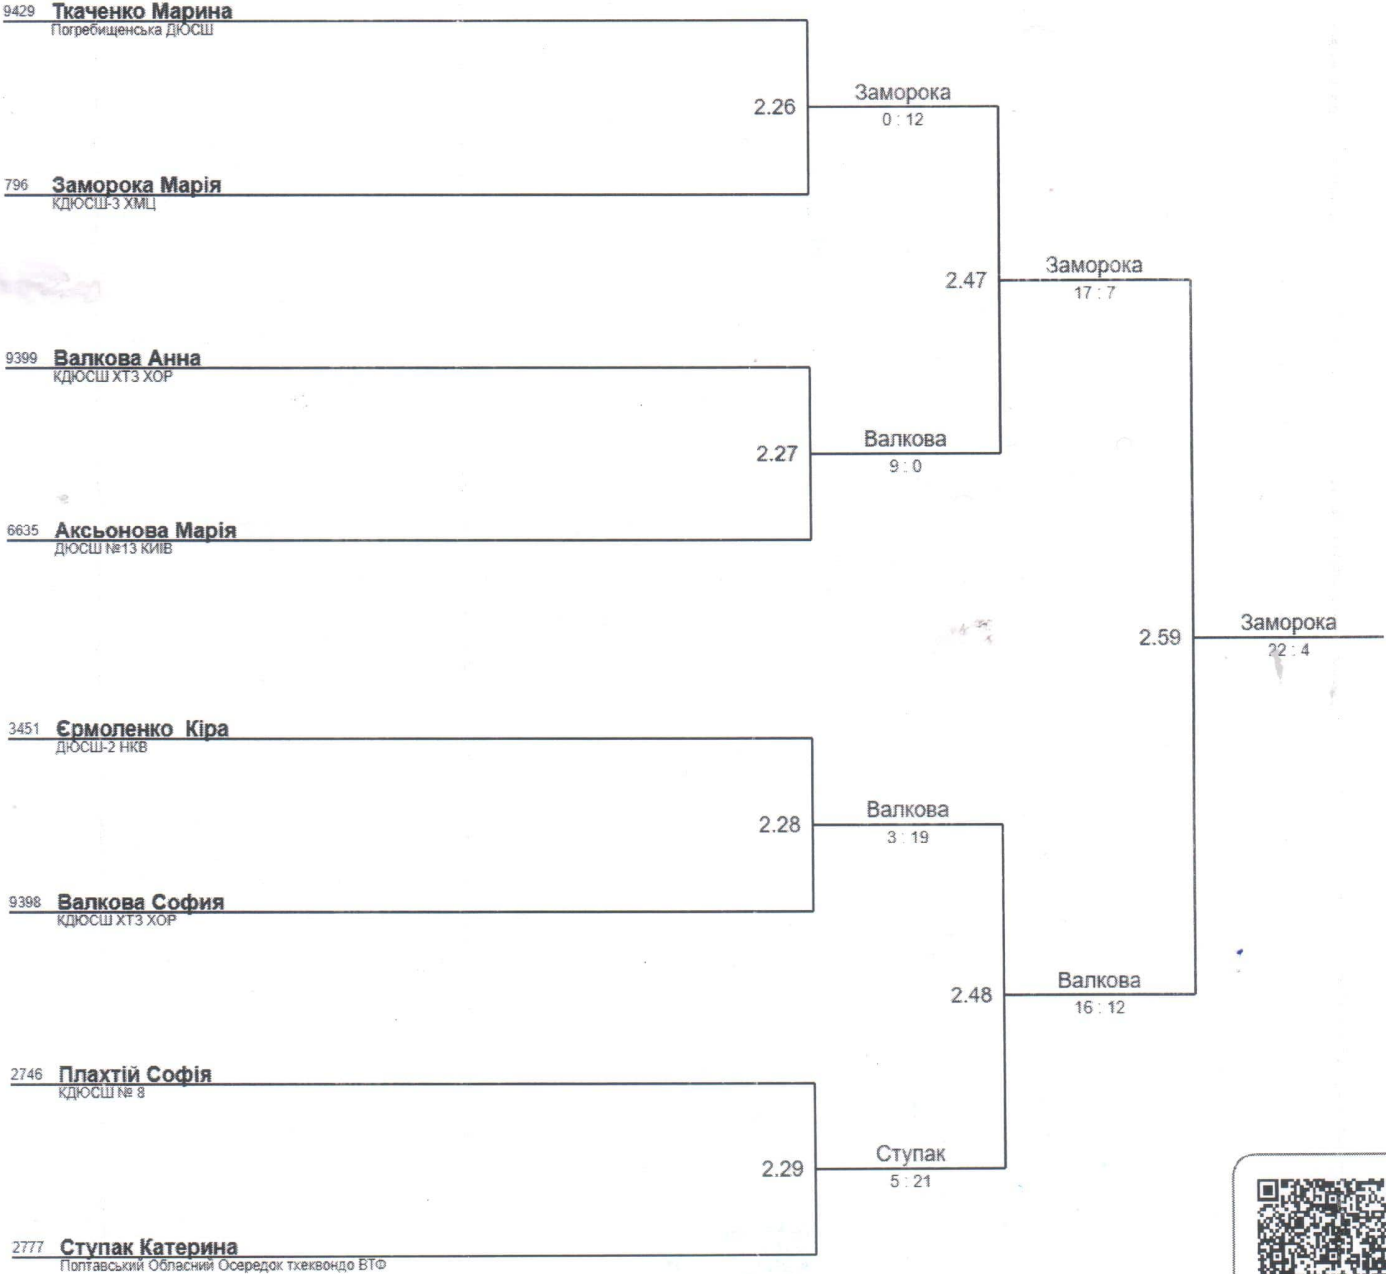 9429 Ткаченко Марина
Погребищенська ДЮСШ
2.26 Заморока
0 : 12
796 Заморока Марія
КДЮСШ-3 ХМЦ
2.47 Заморока
17 : 7
9399 Валкова Анна
КДЮСШ ХТЗ ХОР
2.27 Валкова
9 : 0
6635 Аксьонова Марія
ДЮСШ №13 КИІВ
2.59 Заморока
22 : 4
3451 Єрмоленко Кіра
ДЮСШ-2 НКВ
2.28 Валкова
3 : 19
9398 Валкова София
КДЮСШ ХТЗ ХОР
2.48 Валкова
16 : 12
2746 Плахтій Софія
КДЮСШ № 8
2.29 Ступак
5 : 21
2777 Ступак Катерина
Полтавський Обласний Осередок тхеквондо ВТФ